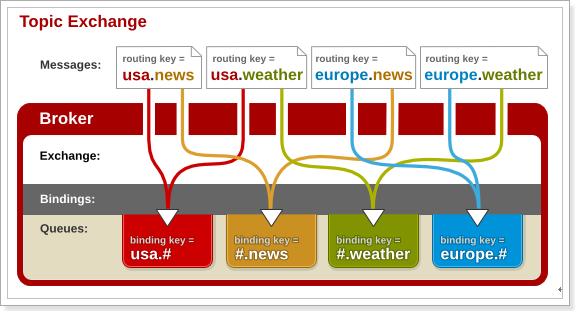 Topic Exchange
Messages:
routing key =
usa.news
routing key =
usa.weather
routing key =
europe.news
routing key =
europe.weather
Broker
Exchange:
Bindings:
Queues:
binding key =
usa.#
binding key =
#.news
binding key =
#.weather
binding key =
europe.#